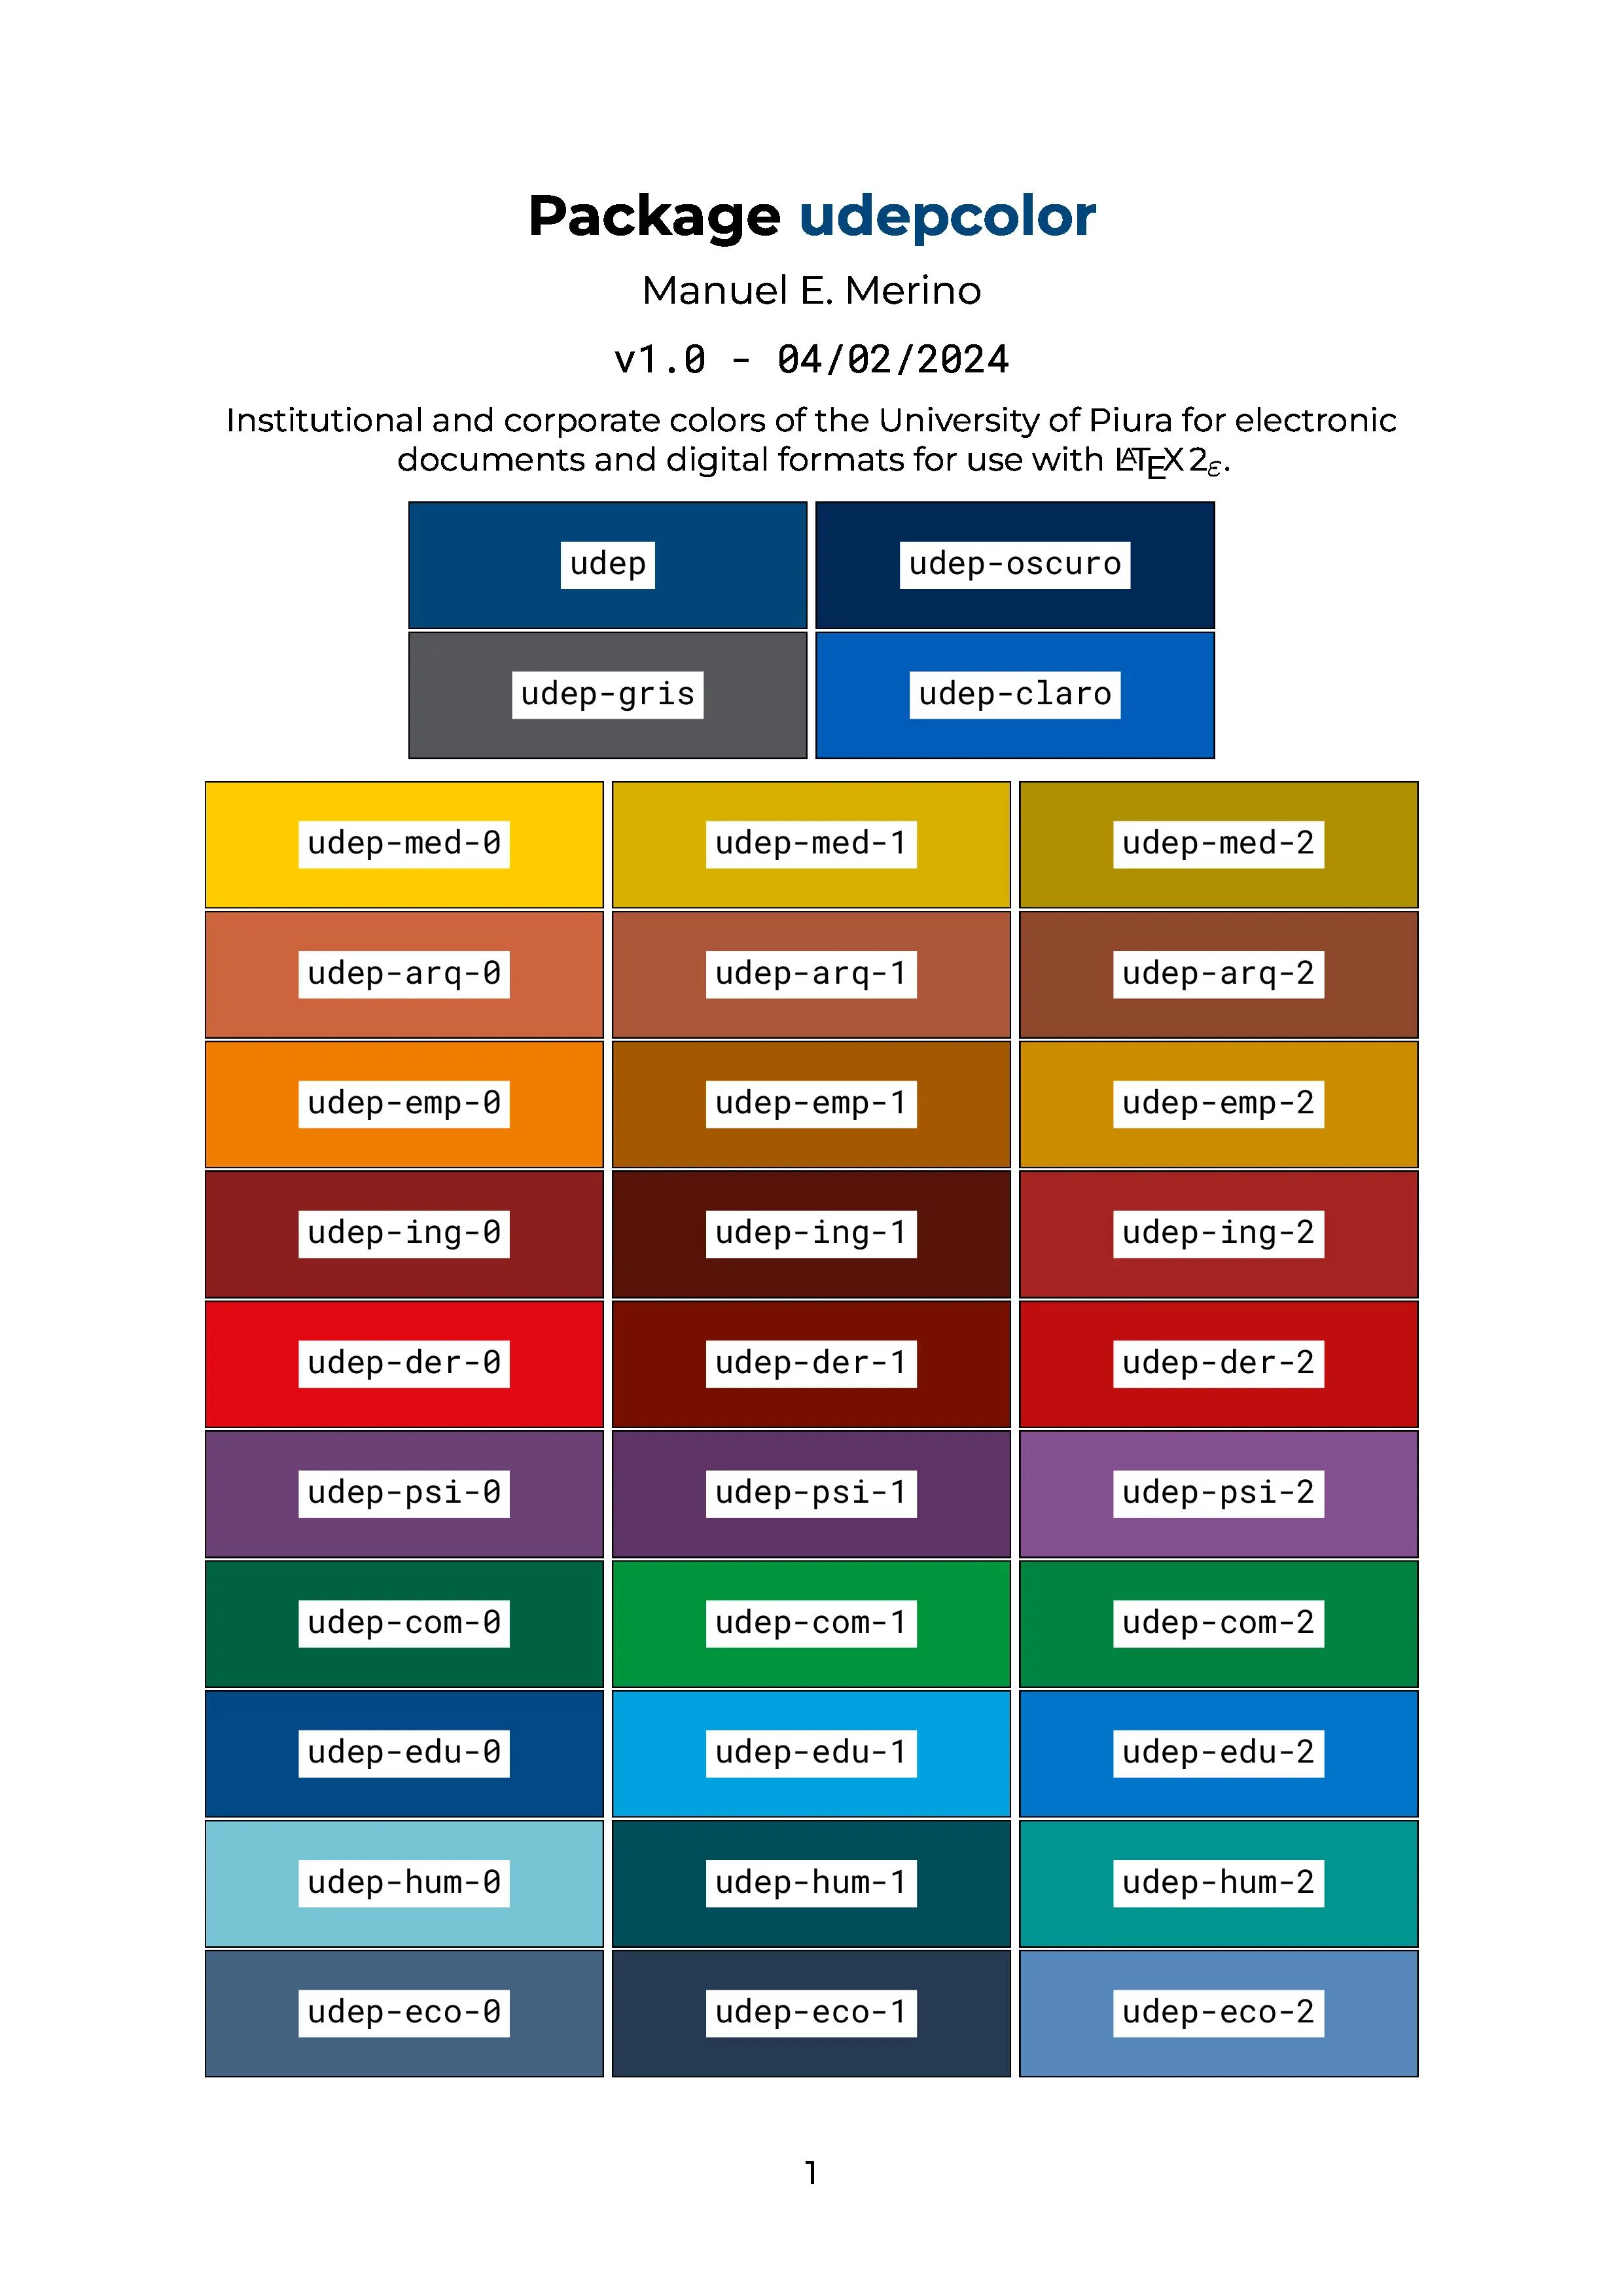 Package udepcolor
Manuel E. Merino
v1.0 - 04/02/2024
Institutional and corporate colors of the University of Piura for electronic
documents and digital formats for use with LATEX 2ε.
udep udep-oscuro
udep-gris udep-claro
udep-med-0 udep-med-1 udep-med-2
udep-arq-0 udep-arq-1 udep-arq-2
udep-emp-0 udep-emp-1 udep-emp-2
udep-ing-0 udep-ing-1 udep-ing-2
udep-der-0 udep-der-1 udep-der-2
udep-psi-0 udep-psi-1 udep-psi-2
udep-com-0 udep-com-1 udep-com-2
udep-edu-0 udep-edu-1 udep-edu-2
udep-hum-0 udep-hum-1 udep-hum-2
udep-eco-0 udep-eco-1 udep-eco-2
1